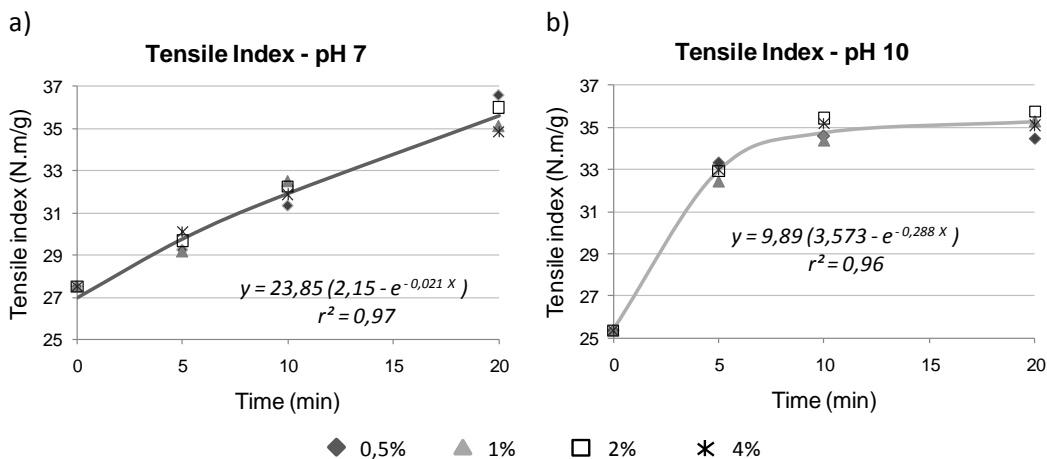 a)
Tensile Index - pH 7
Tensile index (N.m/g)
37
35
33
31
29
27
25
y = 23,85 (2,15 - e^-0,021 X)
r² = 0,97
0 5 10 15 20
Time (min)
b)
Tensile Index - pH 10
Tensile index (N.m/g)
37
35
33
31
29
27
25
y = 9,89 (3,573 - e^-0,288 X)
r² = 0,96
0 5 10 15 20
Time (min)
0,5% 1% 2% 4%